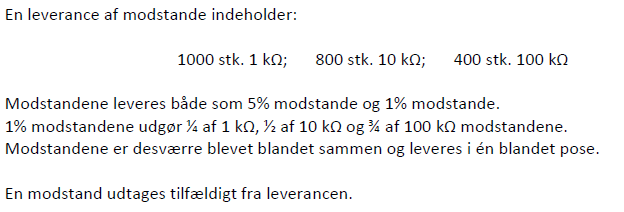 En leverance af modstande indeholder:
1000 stk. 1 kΩ; 800 stk. 10 kΩ; 400 stk. 100 kΩ
Modstandene leveres både som 5% modstande og 1% modstande.
1% modstandene udgør ¼ af 1 kΩ, ½ af 10 kΩ og ¾ af 100 kΩ modstandene.
Modstandene er desværre blevet blandet sammen og leveres i én blandet pose.
En modstand udtages tilfældigt fra leverancen.